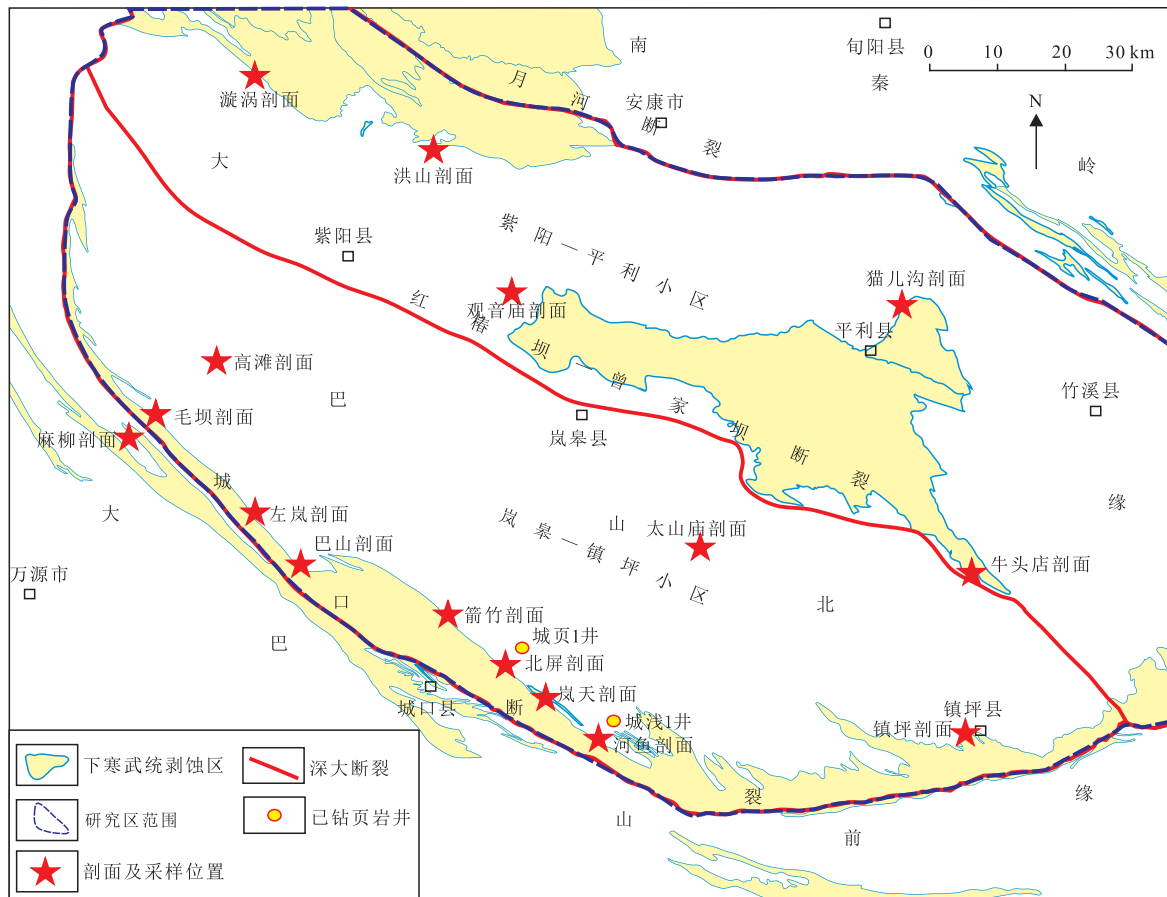 南
旬阳县
0 10 20 30 km
月河断裂
安康市
秦
漩涡剖面
N
大
洪山剖面
岭
紫阳县
紫阳—平利小区
猫儿沟剖面
观音庙剖面
红椿坝—曾家坝断裂
平利县
高滩剖面
巴
竹溪县
毛坝剖面
岚皋县
麻柳剖面
城口断裂
大
左岚剖面
缘
岚皋—镇坪小区
山
太山庙剖面
巴山剖面
牛头店剖面
万源市
北
箭竹剖面
巴
城页1井
北屏剖面
城口县
岚天剖面
城浅1井
镇坪县
镇坪剖面
河鱼剖面
山
前
缘
下寒武统剥蚀区
深大断裂
研究区范围
已钻页岩井
剖面及采样位置